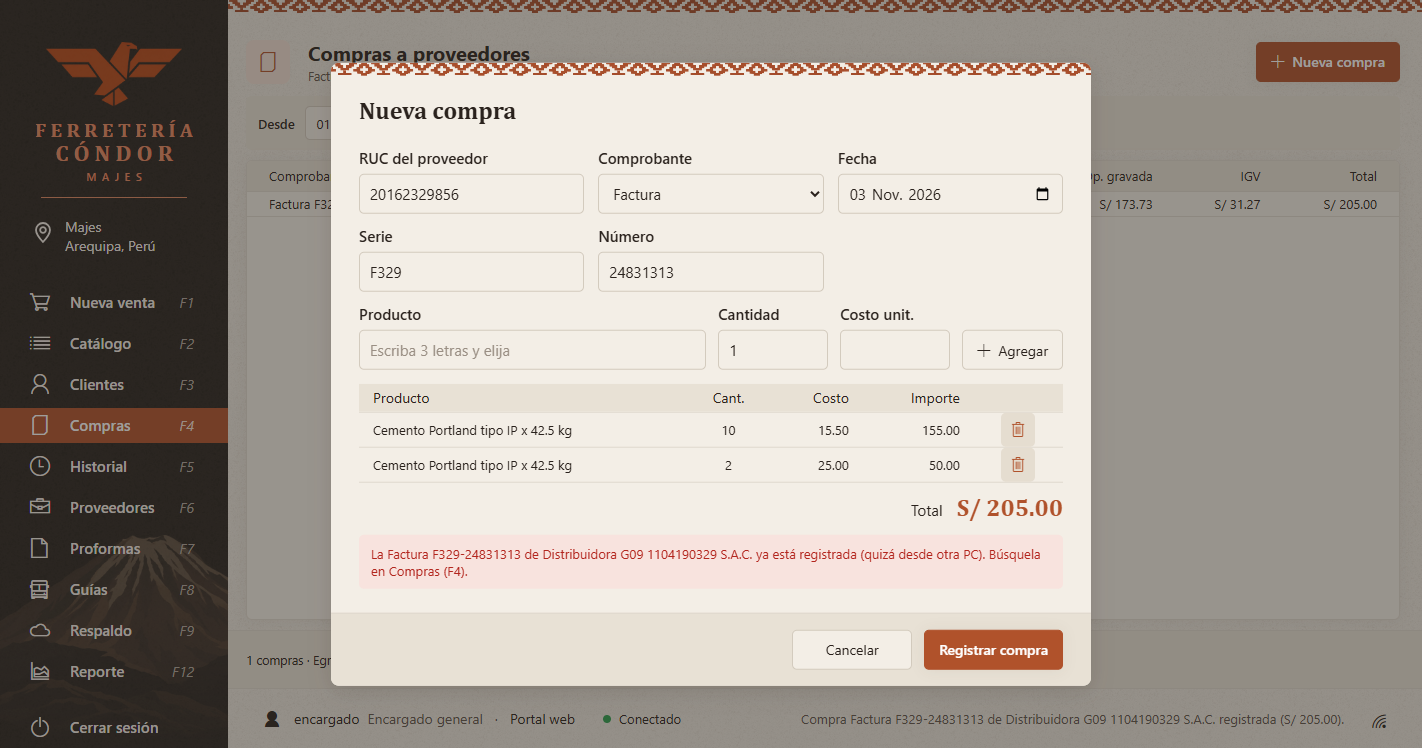 FERRETERÍA
CÓNDOR
MAJES
Majes
Arequipa, Perú
Nueva venta F1
Catálogo F2
Clientes F3
Compras F4
Historial F5
Proveedores F6
Proformas F7
Guías F8
Respaldo F9
Reporte F12
Cerrar sesión
Compras a proveedores
Fact
Nueva compra
Desde 01
Comproba Op. gravada IGV Total
Factura F32 S/ 173.73 S/ 31.27 S/ 205.00
Nueva compra
RUC del proveedor Comprobante Fecha
20162329856 Factura 03 Nov. 2026
Serie Número
F329 24831313
Producto Cantidad Costo unit.
Escriba 3 letras y elija 1 Agregar
Producto Cant. Costo Importe
Cemento Portland tipo IP x 42.5 kg 10 15.50 155.00
Cemento Portland tipo IP x 42.5 kg 2 25.00 50.00
Total S/ 205.00
La Factura F329-24831313 de Distribuidora G09 1104190329 S.A.C. ya está registrada (quizá desde otra PC). Búsquela
en Compras (F4).
Cancelar Registrar compra
1 compras · Egr
encargado Encargado general · Portal web Conectado Compra Factura F329-24831313 de Distribuidora G09 1104190329 S.A.C. registrada (S/ 205.00).